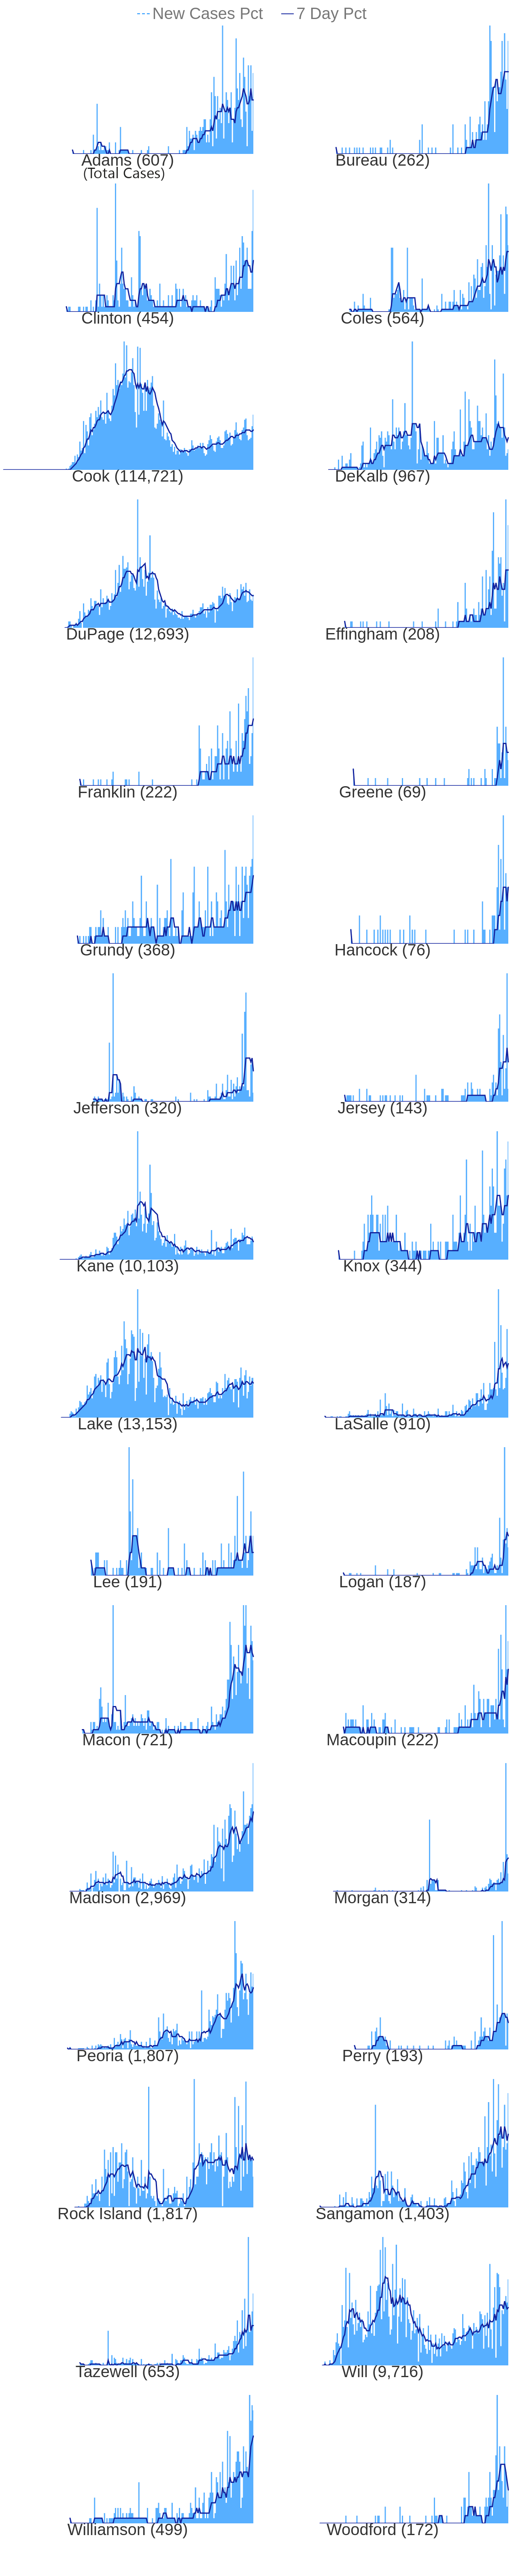 New Cases Pct 7 Day Pct
Adams (607) Bureau (262)
(Total Cases)
Clinton (454) Coles (564)
Cook (114,721) DeKalb (967)
DuPage (12,693) Effingham (208)
Franklin (222) Greene (69)
Grundy (368) Hancock (76)
Jefferson (320) Jersey (143)
Kane (10,103) Knox (344)
Lake (13,153) LaSalle (910)
Lee (191) Logan (187)
Macon (721) Macoupin (222)
Madison (2,969) Morgan (314)
Peoria (1,807) Perry (193)
Rock Island (1,817) Sangamon (1,403)
Tazewell (653) Will (9,716)
Williamson (499) Woodford (172)